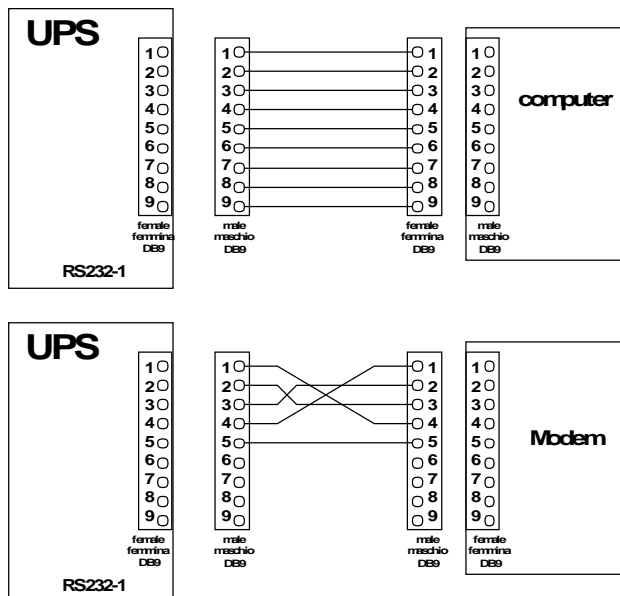 UPS
computer
1 1 1 1
2 2 2 2
3 3 3 3
4 4 4 4
5 5 5 5
6 6 6 6
7 7 7 7
8 8 8 8
9 9 9 9
female male female male
femmina maschio femmina maschio
DB9 DB9 DB9 DB9
RS232-1
UPS
Modem
1 1 1 1
2 2 2 2
3 3 3 3
4 4 4 4
5 5 5 5
6 6 6 6
7 7 7 7
8 8 8 8
9 9 9 9
female male male female
femmina maschio maschio femmina
DB9 DB9 DB9 DB9
RS232-1